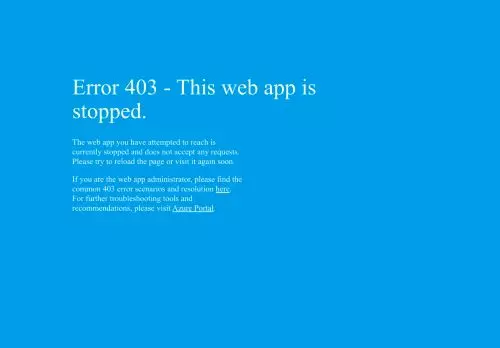 Error 403 - This web app is
stopped.
The web app you have attempted to reach is
currently stopped and does not accept any requests.
Please try to reload the page or visit it again soon.
If you are the web app administrator, please find the
common 403 error scenarios and resolution here.
For further troubleshooting tools and
recommendations, please visit Azure Portal.